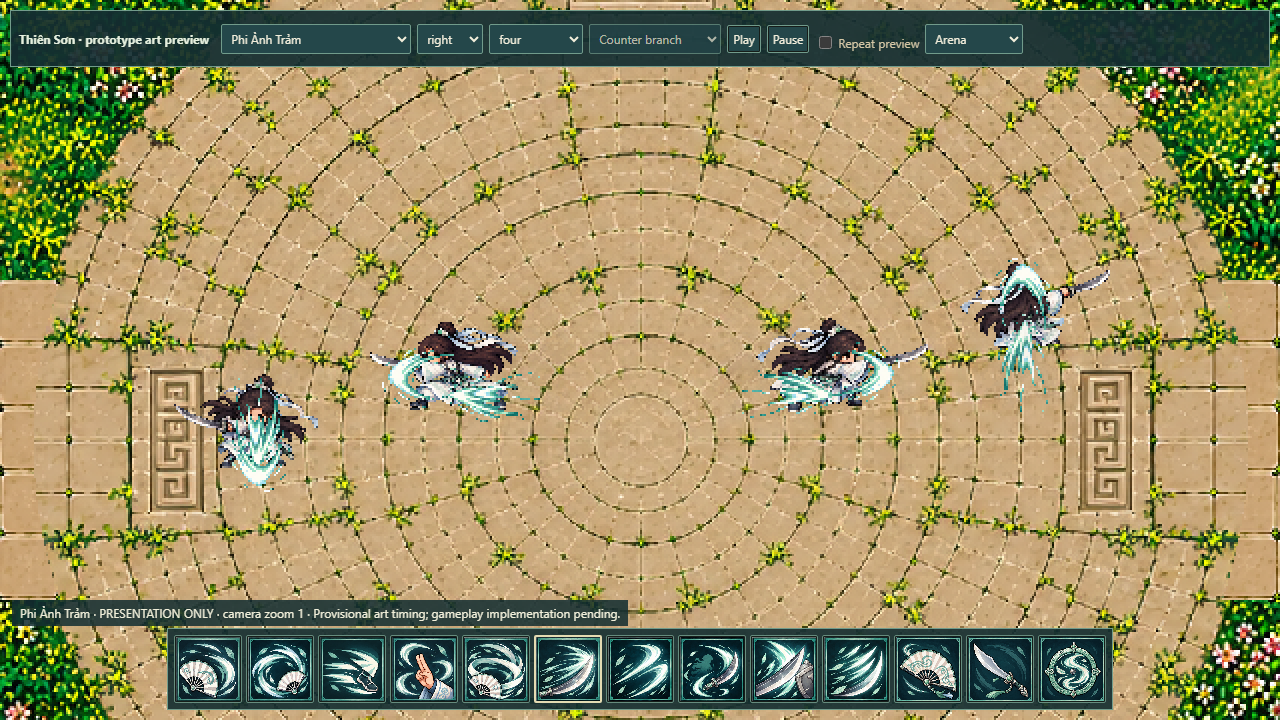 Thiên Sơn · prototype art preview
Phi Ảnh Trảm
right
four
Counter branch
Play
Pause
Repeat preview
Arena
Phi Ảnh Trảm · PRESENTATION ONLY · camera zoom 1 · Provisional art timing; gameplay implementation pending.